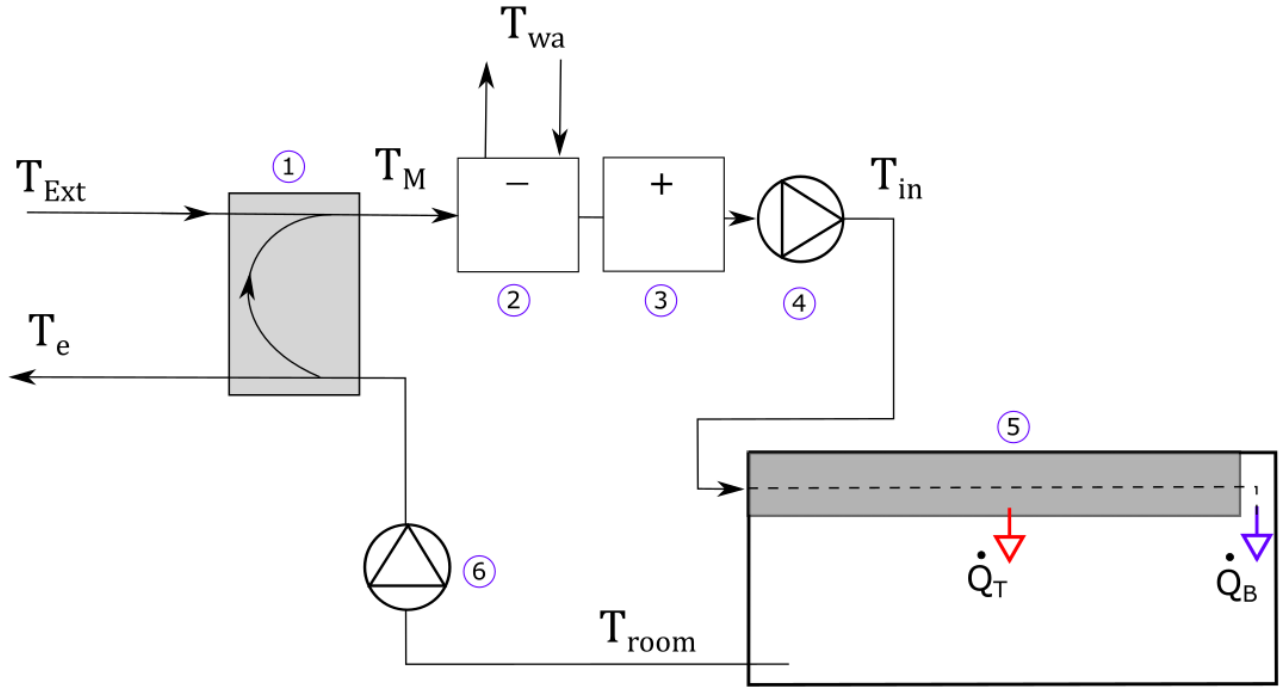 T_wa
①
T_Ext
T_M
−
+
T_in
②
③
④
T_e
⑤
Q̇_T
Q̇_B
⑥
T_room